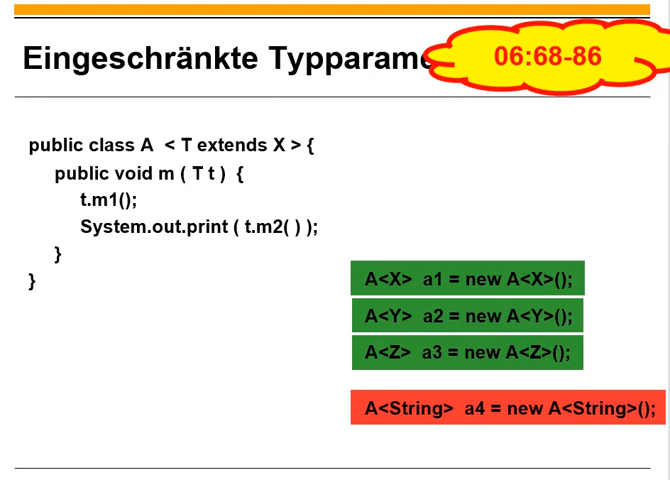 Eingeschränkte Typparame
06:68-86
public class A < T extends X > {
public void m ( T t ) {
t.m1();
System.out.print ( t.m2( ) );
}
}
A<X> a1 = new A<X>();
A<Y> a2 = new A<Y>();
A<Z> a3 = new A<Z>();
A<String> a4 = new A<String>();